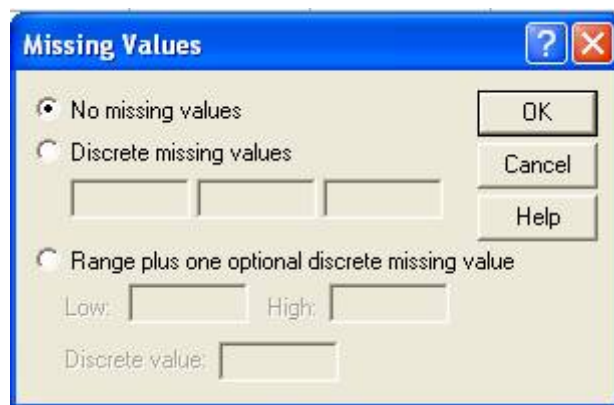 Missing Values
No missing values
OK
Discrete missing values
Cancel
Help
Range plus one optional discrete missing value
Low: High:
Discrete value: